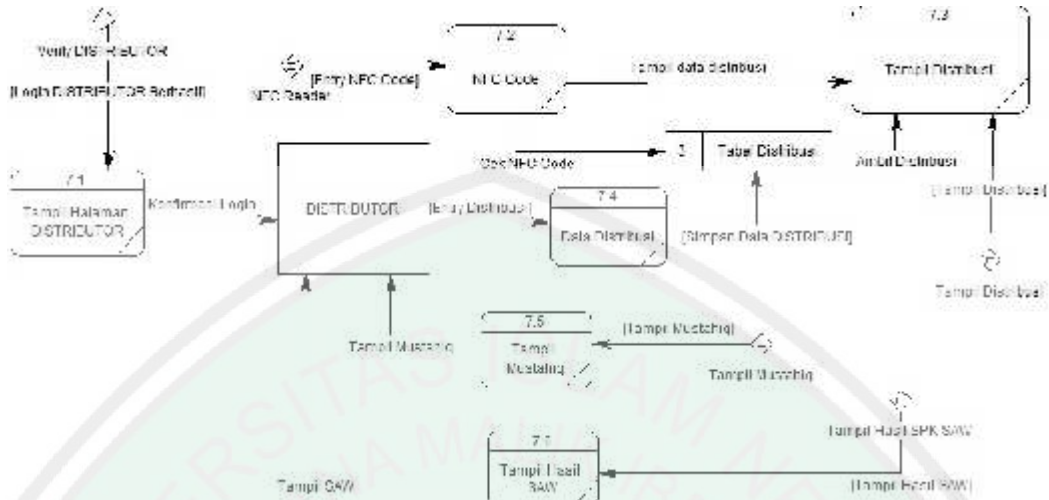 Verify DISTRIBUTOR
[Login DISTRIBUTOR Berhasil]
7.1
Tampil Halaman
DISTRIBUTOR
Konfirmasi Login
DISTRIBUTOR
NFC Reader
[Entry NFC Code]
7.2
NFC Code
Tampil data distribusi
7.3
Tampil Distribusi
Cek NFC Code
Tabel Distribusi
Ambil Distribusi
[Tampil Distribusi]
Tampil Distribusi
[Entry Distribusi]
7.4
Data Distribusi
[Simpan Data DISTRIBUSI]
Tampil Mustahiq
7.5
Tampil
Mustahiq
[Tampil Mustahiq]
Tampil Mustahiq
Tampil SAW
Tampil Hasil
SAW
Tampil Hasil SPK SAW
[Tampil Hasil SAW]